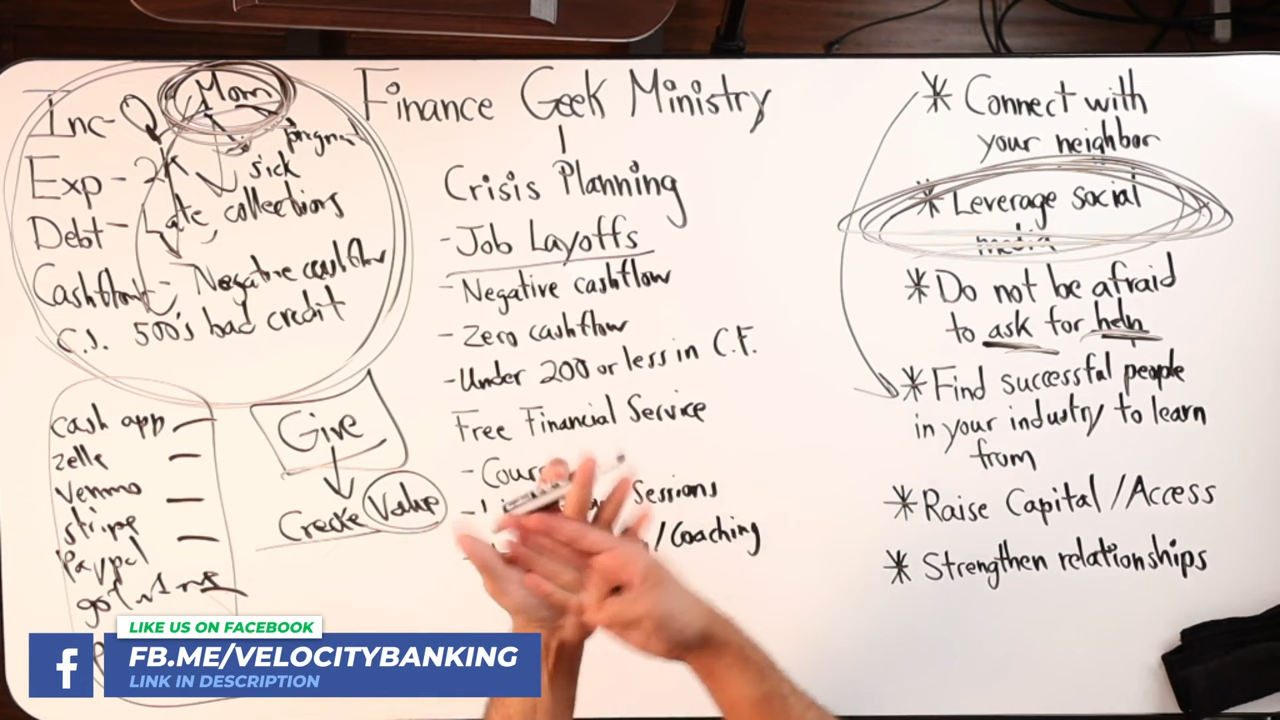 Inc-Q
Mom
pregnat
Exp - 2K
sick
Debt - Late, collections
Cashflow - Negative cashflow
C.S. 500's bad credit
cash app
zelle
Venmo
stripe
Paypal
Give
Create Value
Finance Geek Ministry
Crisis Planning
- Job Layoffs
- Negative cashflow
- Zero cashflow
- Under 200 or less in C.F.
Free Financial Service
Sessions
/Coaching
* Connect with
your neighbor
* Leverage social
media
* Do not be afraid
to ask for help
* Find successful people
in your industry to learn
from
* Raise Capital /Access
* Strengthen relationships
LIKE US ON FACEBOOK
f FB.ME/VELOCITYBANKING
LINK IN DESCRIPTION